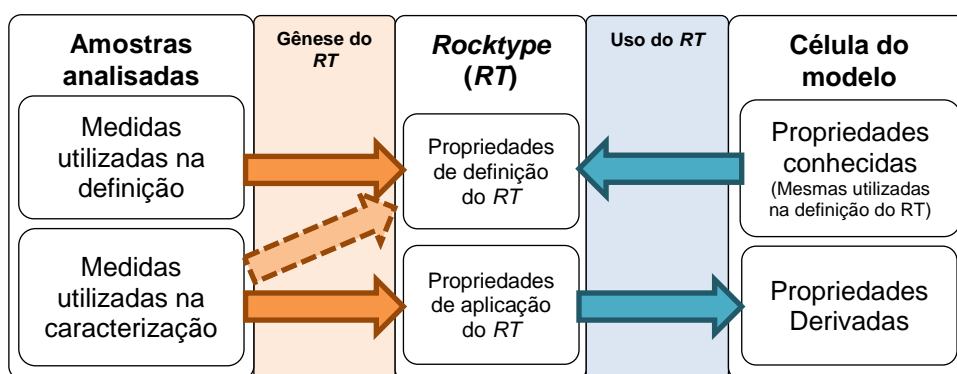 Amostras
analisadas
Medidas
utilizadas na
definição
Medidas
utilizadas na
caracterização
Gênese do
RT
Rocktype
(RT)
Propriedades
de definição
do RT
Propriedades
de aplicação
do RT
Uso do RT
Célula do
modelo
Propriedades
conhecidas
(Mesmas utilizadas
na definição do RT)
Propriedades
Derivadas